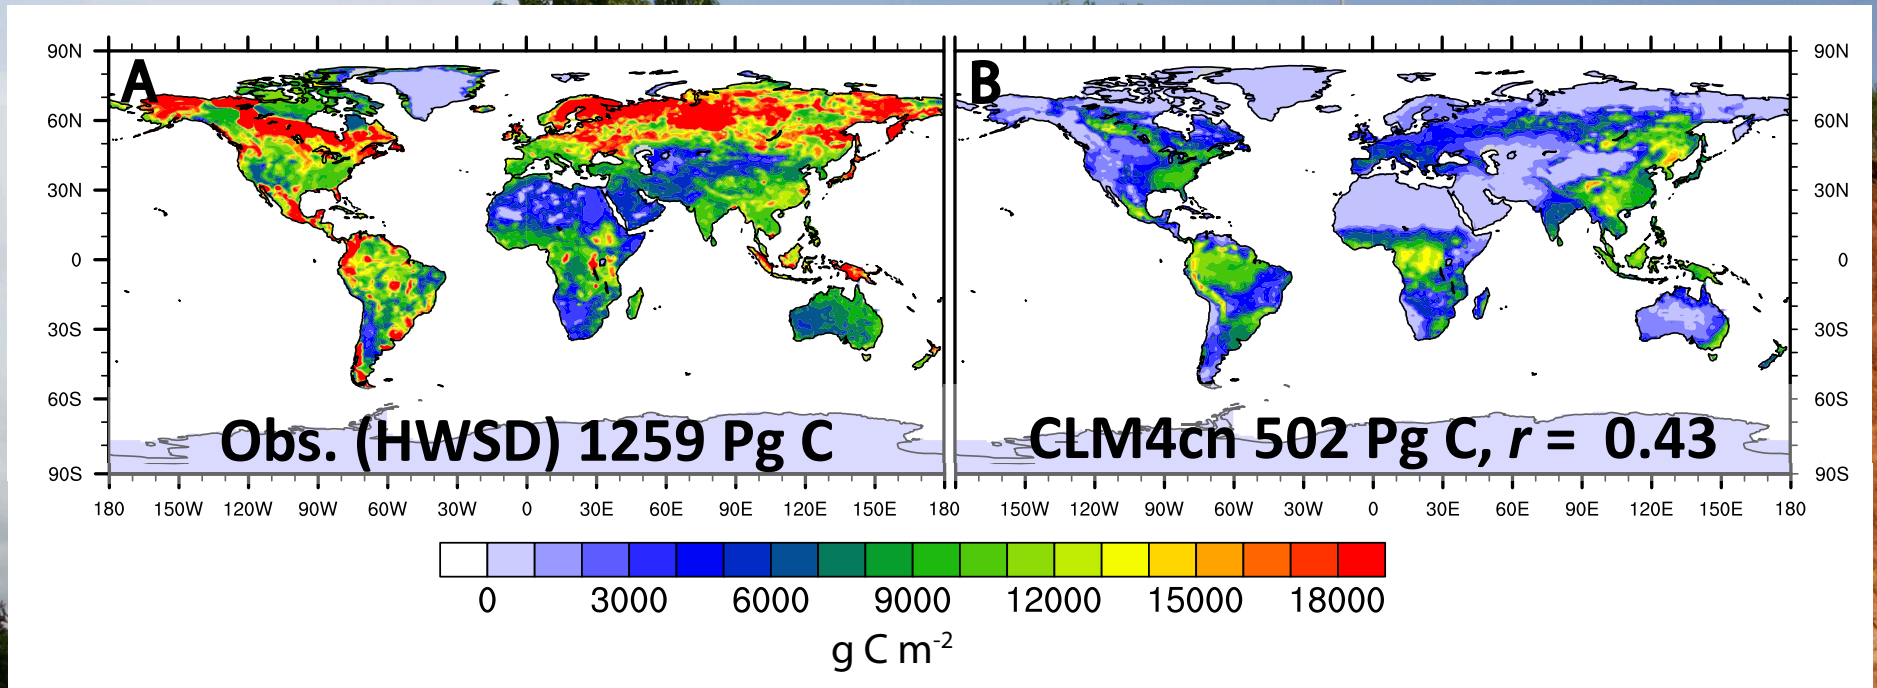 A
B
90N
60N
30N
0
30S
60S
90S
90N
60N
30N
0
30S
60S
90S
Obs. (HWSD) 1259 Pg C
CLM4cn 502 Pg C, r = 0.43
180 150W 120W 90W 60W 30W 0 30E 60E 90E 120E 150E 180
150W 120W 90W 60W 30W 0 30E 60E 90E 120E 150E 180
0 3000 6000 9000 12000 15000 18000
g C m-2